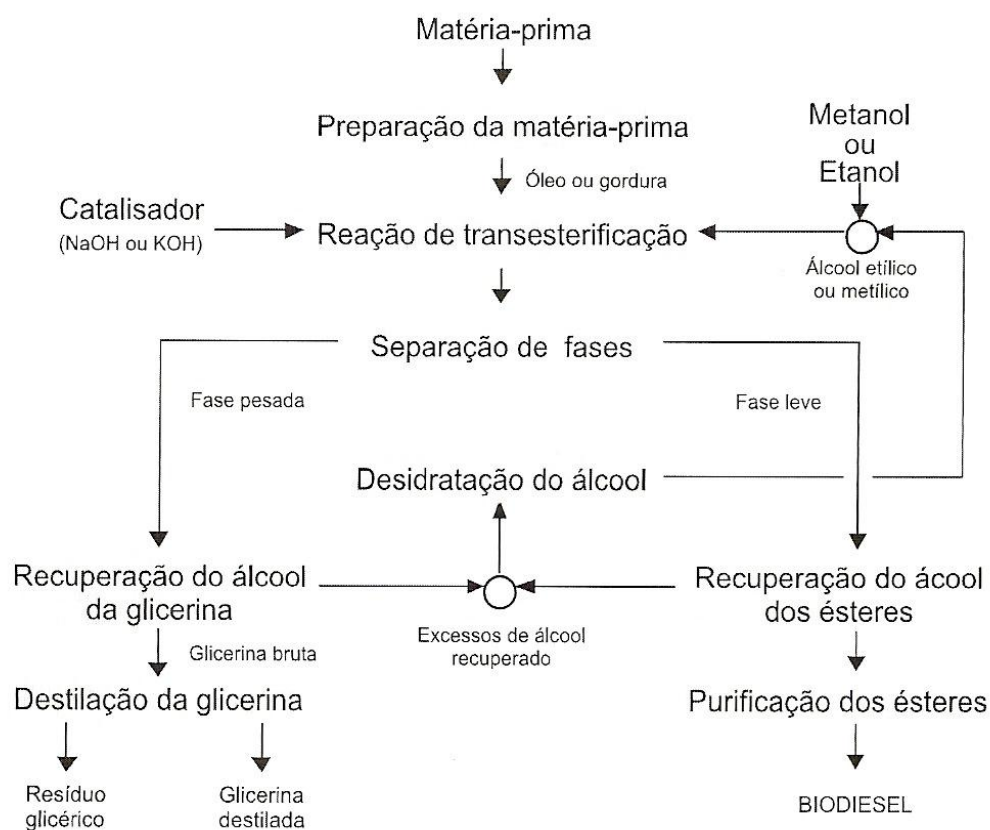 Matéria-prima
Preparação da matéria-prima
Metanol
ou
Etanol
Óleo ou gordura
Catalisador
(NaOH ou KOH)
Reação de transesterificação
Álcool etílico
ou metílico
Separação de fases
Fase pesada
Fase leve
Desidratação do álcool
Recuperação do álcool
da glicerina
Excessos de álcool
recuperado
Recuperação do ácool
dos ésteres
Glicerina bruta
Destilação da glicerina
Purificação dos ésteres
Resíduo
glicérico
Glicerina
destilada
BIODIESEL